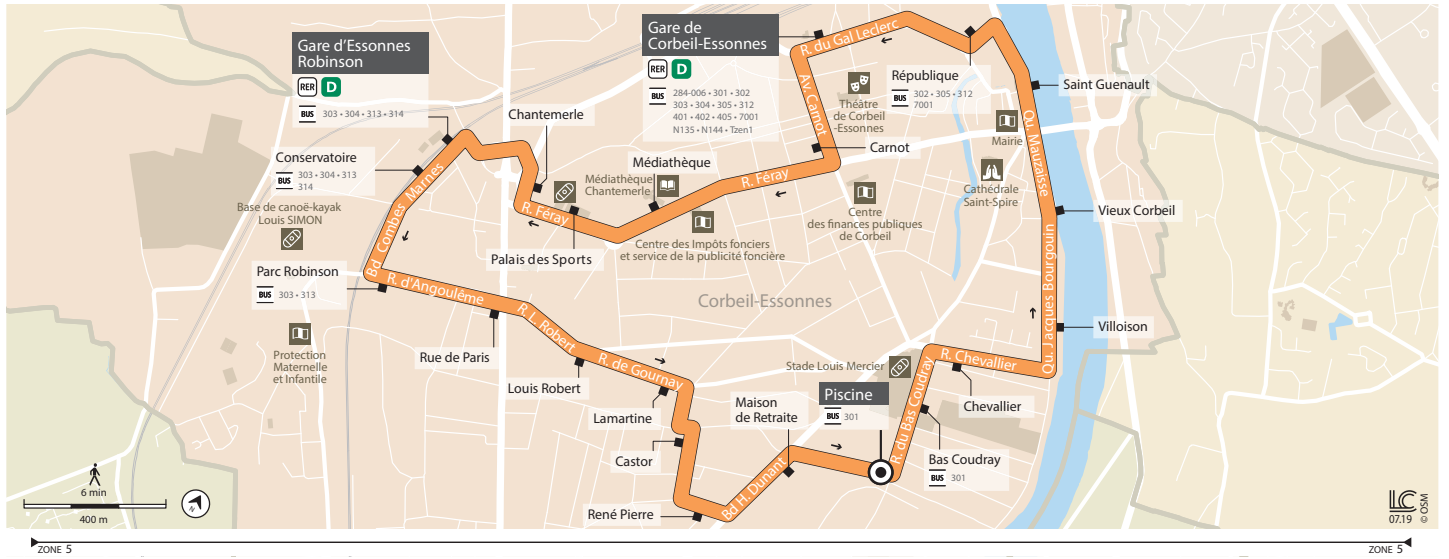 Gare d'Essonnes
Robinson
RER D
BUS 303 • 304 • 313 • 314
Gare de
Corbeil-Essonnes
RER D
BUS 284-006 • 301 • 302
303 • 304 • 305 • 312
401 • 402 • 405 • 7001
N135 • N144 • Tzen1
R. du Gal Leclerc
Av. Carnot
Théâtre
de Corbeil
-Essonnes
République
BUS 302 • 305 • 312
7001
Saint Guenault
Qu. Mauzaisse
Mairie
Carnot
Cathédrale
Saint-Spire
Vieux Corbeil
Chantemerle
Médiathèque
Médiathèque
Chantemerle
R. Féray
R. Féray
Centre
des finances publiques
de Corbeil
Centre des Impôts fonciers
et service de la publicité foncière
Palais des Sports
Conservatoire
BUS 303 • 304 • 313
314
Base de canoë-kayak
Louis SIMON
Bd Combes Marnes
Parc Robinson
BUS 303 • 313
R. d'Angoulême
Protection
Maternelle
et Infantile
Rue de Paris
R. L. Robert
Louis Robert
R. de Gournay
Lamartine
Castor
René Pierre
Bd H. Dunant
Maison
de Retraite
Corbeil-Essonnes
Stade Louis Mercier
Piscine
BUS 301
R. du Bas Coudray
Bas Coudray
BUS 301
R. Chevallier
Chevallier
Villoison
Qu. Jacques Bourgoin
6 min
400 m
N
LC
07.19
© OSM
ZONE 5
ZONE 5